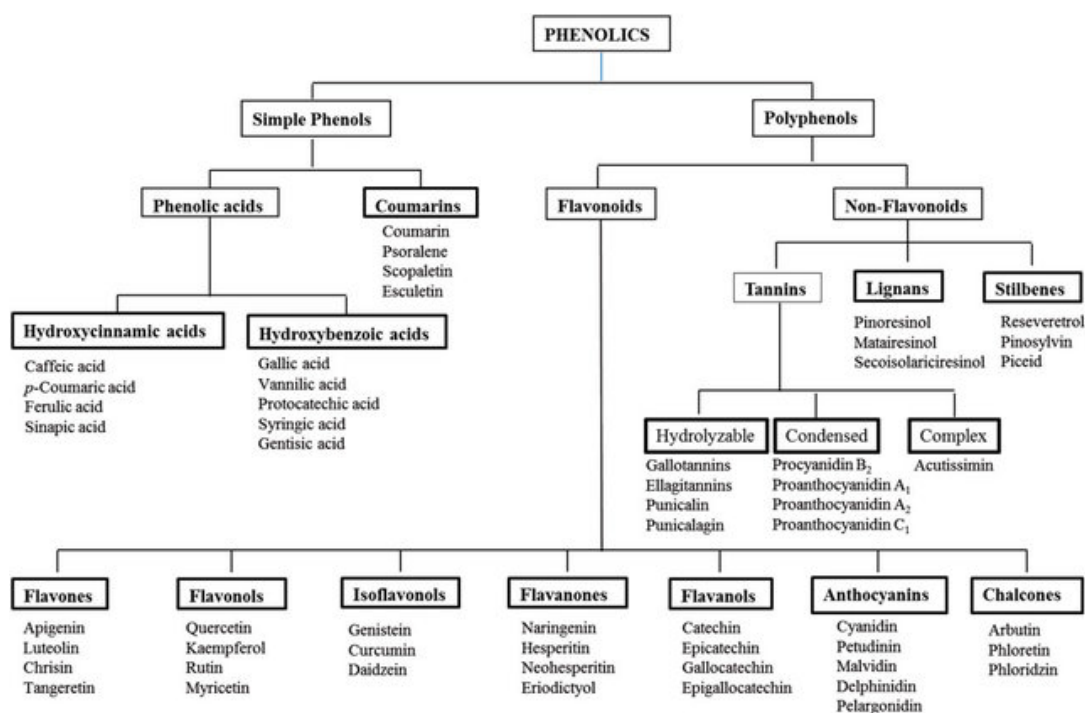 PHENOLICS
Simple Phenols
Polyphenols
Phenolic acids
Coumarins
Coumarin
Psoralene
Scopaletin
Esculetin
Flavonoids
Non-Flavonoids
Tannins
Lignans
Pinoresinol
Matairesinol
Secoisolariciresinol
Stilbenes
Reseveretrol
Pinosylvin
Piceid
Hydroxycinnamic acids
Caffeic acid
p-Coumaric acid
Ferulic acid
Sinapic acid
Hydroxybenzoic acids
Gallic acid
Vannilic acid
Protocatechic acid
Syringic acid
Gentisic acid
Hydrolyzable
Gallotannins
Ellagitannins
Punicalin
Punicalagin
Condensed
Procyanidin B₂
Proanthocyanidin A₁
Proanthocyanidin A₂
Proanthocyanidin C₁
Complex
Acutissimin
Flavones
Apigenin
Luteolin
Chrisin
Tangeretin
Flavonols
Quercetin
Kaempferol
Rutin
Myricetin
Isoflavonols
Genistein
Curcumin
Daidzein
Flavanones
Naringenin
Hesperitin
Neohesperitin
Eriodictyol
Flavanols
Catechin
Epicatechin
Gallocatechin
Epigallocatechin
Anthocyanins
Cyanidin
Petudinin
Malvidin
Delphinidin
Pelargonidin
Chalcones
Arbutin
Phloretin
Phloridzin